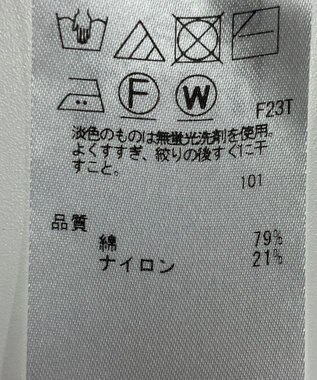 F W
F23T
淡色のものは無蛍光洗剤を使用。
よくすすぎ、絞りの後すぐに干
すこと。
101
品質
綿 79%
ナイロン 21%